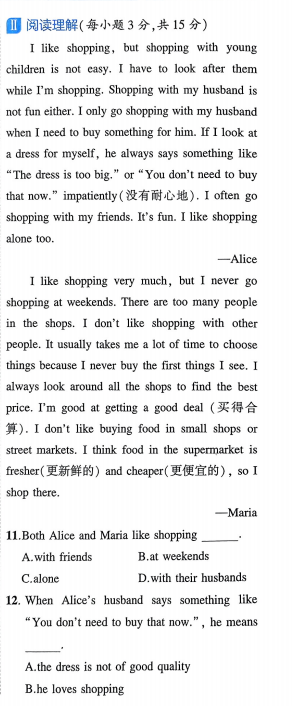 Ⅱ 阅读理解(每小题 3 分,共 15 分)
I like shopping, but shopping with young
children is not easy. I have to look after them
while I'm shopping. Shopping with my husband is
not fun either. I only go shopping with my husband
when I need to buy something for him. If I look at
a dress for myself, he always says something like
“The dress is too big.” or “You don't need to buy
that now.” impatiently(没有耐心地). I often go
shopping with my friends. It's fun. I like shopping
alone too.
—Alice
I like shopping very much, but I never go
shopping at weekends. There are too many people
in the shops. I don't like shopping with other
people. It usually takes me a lot of time to choose
things because I never buy the first things I see. I
always look around all the shops to find the best
price. I'm good at getting a good deal (买得合
算). I don't like buying food in small shops or
street markets. I think food in the supermarket is
fresher(更新鲜的) and cheaper(更便宜的), so I
shop there.
—Maria
11.Both Alice and Maria like shopping ______.
A.with friends B.at weekends
C.alone D.with their husbands
12. When Alice's husband says something like
“You don't need to buy that now.”, he means
______.
A.the dress is not of good quality
B.he loves shopping